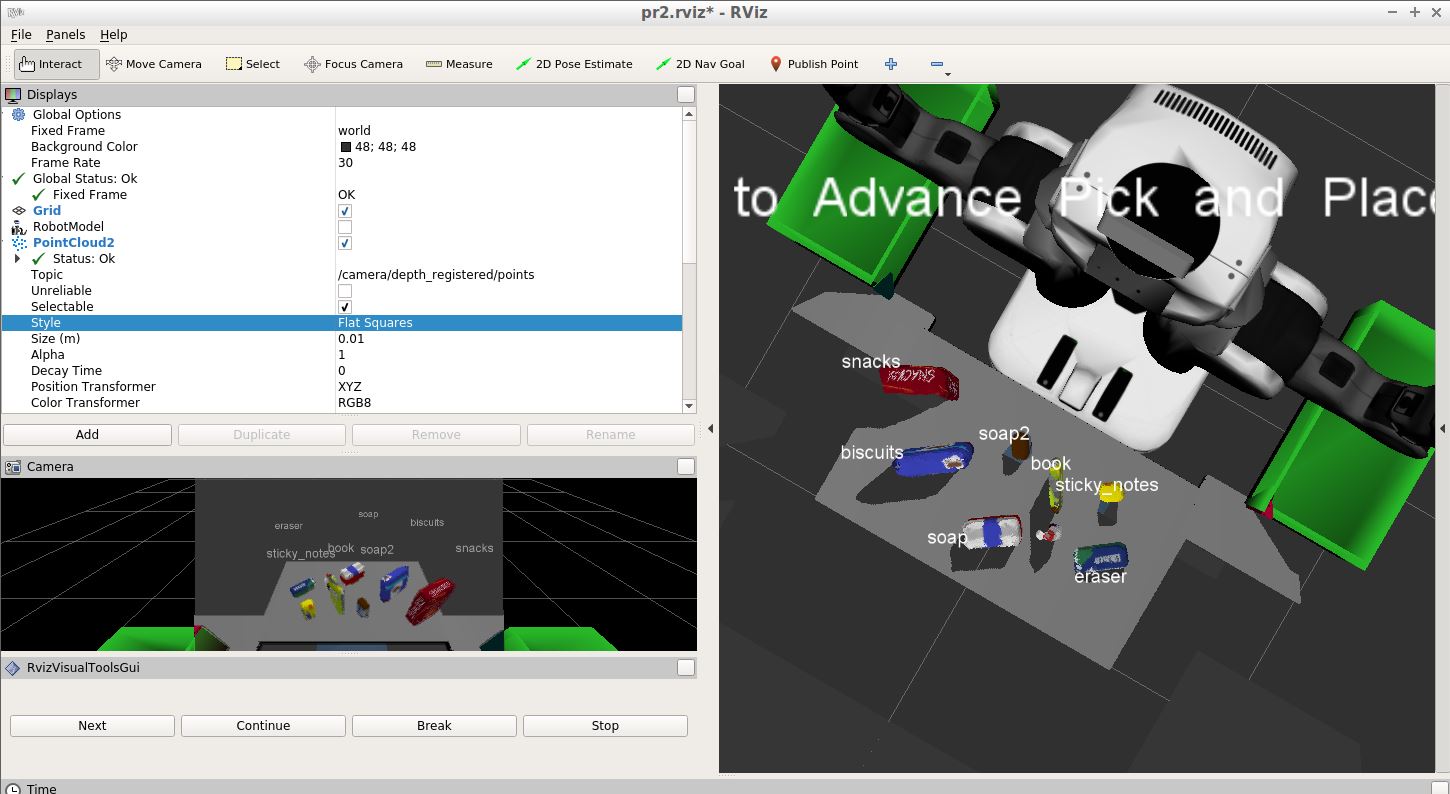 pr2.rviz* - RViz
File Panels Help
Interact Move Camera Select Focus Camera Measure 2D Pose Estimate 2D Nav Goal Publish Point
Displays
Global Options
Fixed Frame world
Background Color 48; 48; 48
Frame Rate 30
Global Status: Ok
Fixed Frame OK
Grid
RobotModel
PointCloud2
Status: Ok
Topic /camera/depth_registered/points
Unreliable
Selectable
Style Flat Squares
Size (m) 0.01
Alpha 1
Decay Time 0
Position Transformer XYZ
Color Transformer RGB8
Add Duplicate Remove Rename
Camera
soap
eraser biscuits
sticky_notes book soap2 snacks
RvizVisualToolsGui
Next Continue Break Stop
Time
to Advance Pick and Place
snacks
SNACKS
soap2
biscuits
book
sticky_notes
soap
eraser